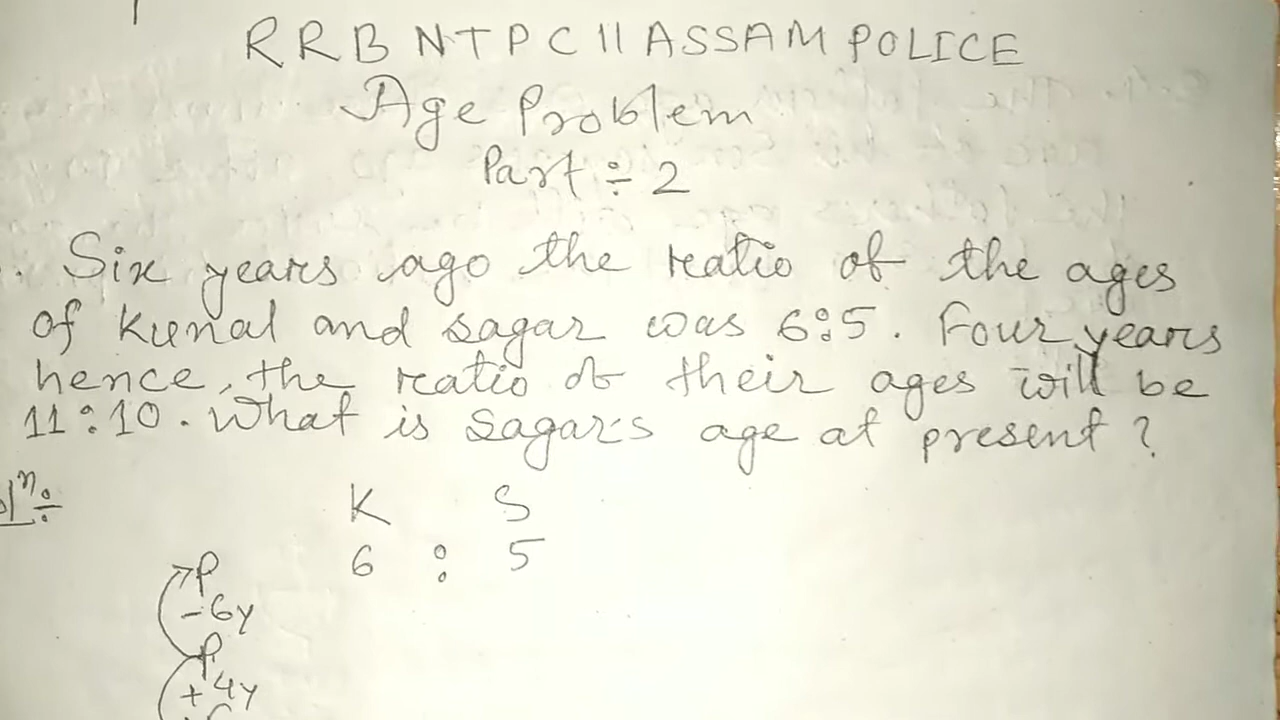 RRB NTPC || ASSAM POLICE
Age Problem
Part ÷ 2
. Six years ago the ratio of the ages
of Kunal and Sagar was 6:5. Four years
hence, the ratio of their ages will be
11:10. What is Sagar's age at present?
olⁿ÷
K S
6 : 5
P
-6y
P
+4y